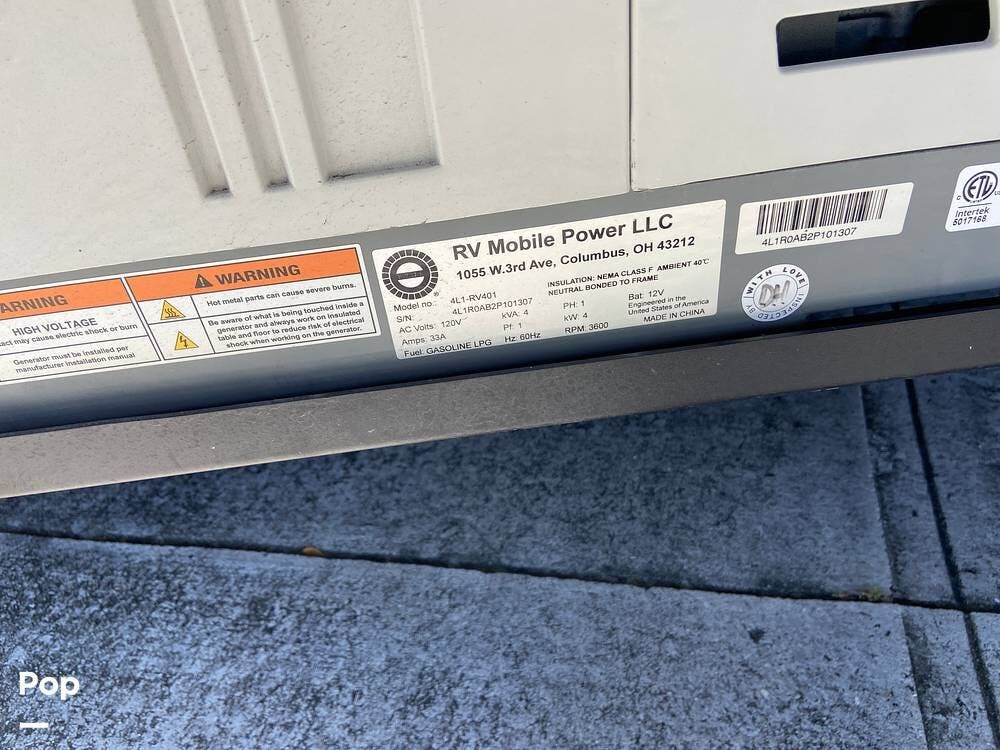 ARNING
HIGH VOLTAGE
act may cause electric shock or burn
Generator must be installed per
manufacturer installation manual
WARNING
Hot metal parts can cause severe burns.
Be aware of what is being touched inside a
generator and always work on insulated
table and floor to reduce risk of electrical
shock when working on the generator.
RV Mobile Power LLC
1055 W.3rd Ave, Columbus, OH 43212
Model no.: 4L1-RV401
INSULATION: NEMA CLASS F AMBIENT 40℃
NEUTRAL BONDED TO FRAME
S/N: 4L1R0AB2P101307
AC Volts: 120V kVA: 4 PH: 1 Bat: 12V
Amps: 33A Pf: 1 kW: 4 Engineered in the
United States of America
Fuel: GASOLINE LPG Hz: 60Hz RPM: 3600 MADE IN CHINA
4L1R0AB2P101307
WITH LOVE
DH
INSPECTED BY
C ETL US
Intertek
5017168
Pop